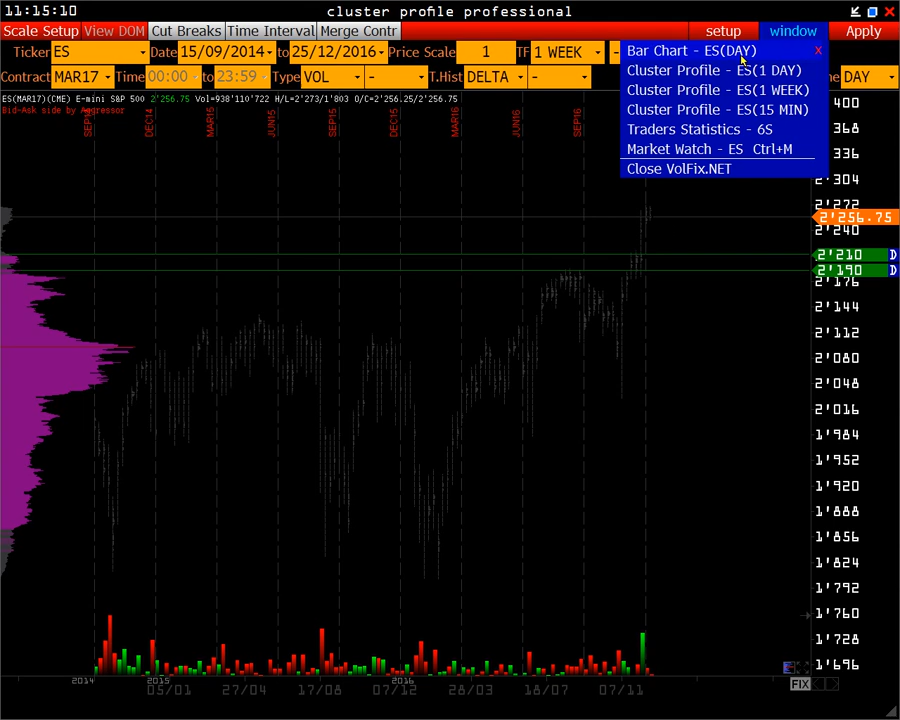 11:15:10 cluster profile professional
Scale Setup View DOM Cut Breaks Time Interval Merge Contr setup window Apply
Ticker ES Date 15/09/2014 to 25/12/2016 Price Scale 1 TF 1 WEEK -
Contract MAR17 Time 00:00 to 23:59 Type VOL - T.Hist DELTA - DAY
Bar Chart - ES(DAY) x
Cluster Profile - ES(1 DAY)
Cluster Profile - ES(1 WEEK)
Cluster Profile - ES(15 MIN)
Traders Statistics - 6S
Market Watch - ES Ctrl+M
Close VolFix.NET
ES(MAR17)(CME) E-mini S&P 500 2'256.75 Vol=938'110'722 H/L=2'273/1'803 O/C=2'256.25/2'256.75
Bid-Ask side by Aggressor
DEC14 MAR16 JUN15 SEP15 DEC15 MAR16 JUN16 SEP16
400
368
336
2'304
2'272
2'256.75
2'240
2'210 D
2'190 D
2'176
2'144
2'112
2'080
2'048
2'016
1'984
1'952
1'920
1'888
1'856
1'824
1'792
1'760
1'728
1'696
2014 2015 2016
05/01 27/04 17/08 07/12 28/03 18/07 07/11
FIX